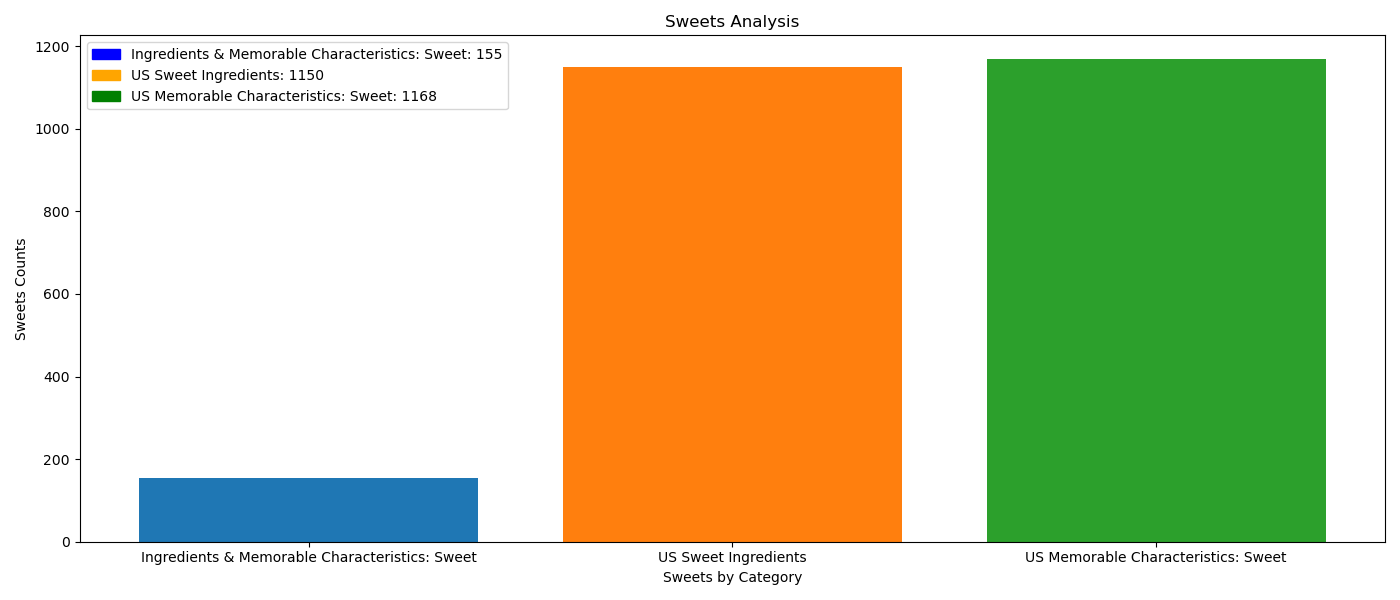 Sweets Analysis
Ingredients & Memorable Characteristics: Sweet: 155
US Sweet Ingredients: 1150
US Memorable Characteristics: Sweet: 1168
1200
1000
800
600
400
200
0
Sweets Counts
Ingredients & Memorable Characteristics: Sweet
US Sweet Ingredients
US Memorable Characteristics: Sweet
Sweets by Category